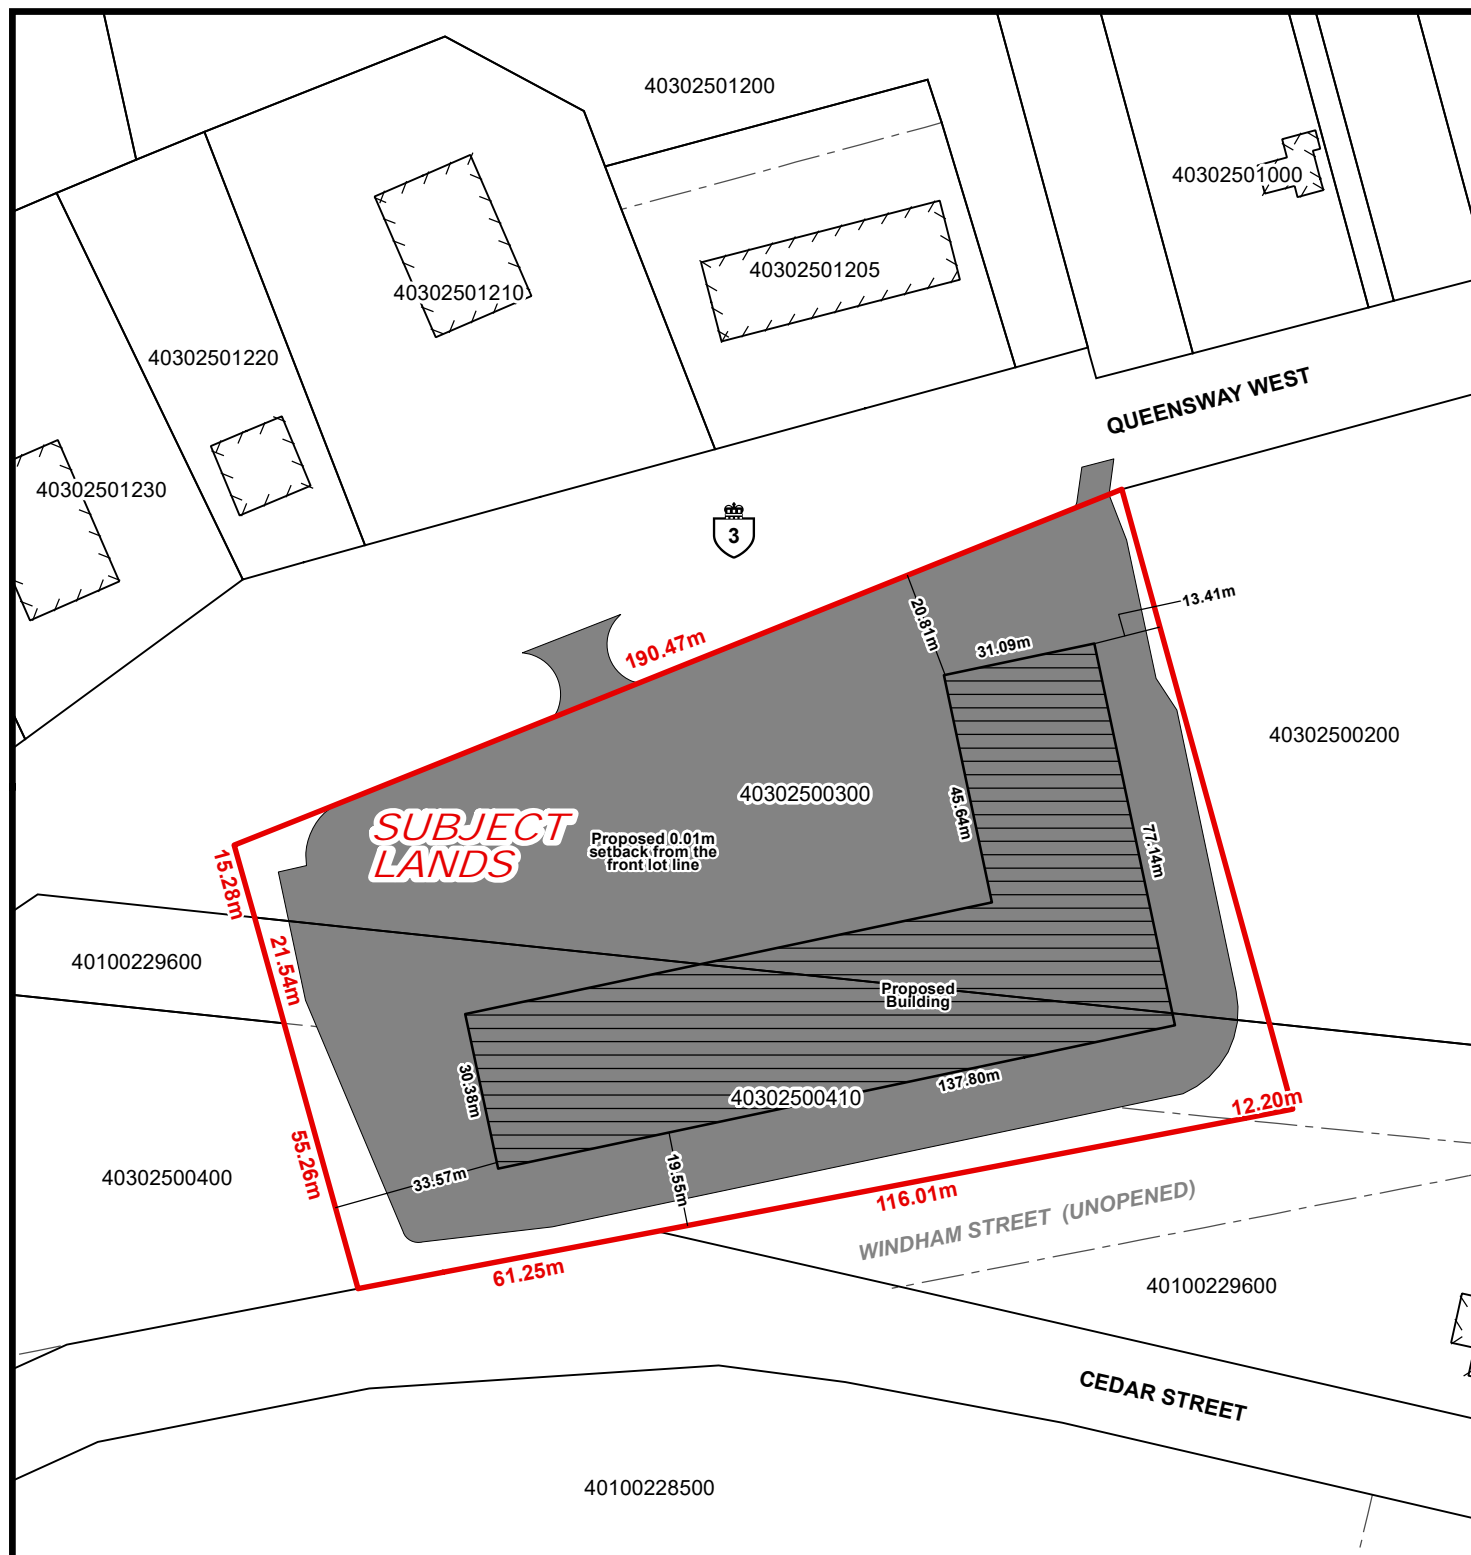 40302501200
40302501000
40302501205
40302501210
40302501220
QUEENSWAY WEST
40302501230
3
13.41m
20.81m
31.09m
190.47m
40302500200
40302500300
45.64m
SUBJECT
LANDS
Proposed 0.01m
setback from the
front lot line
77.14m
15.28m
40100229600
21.54m
Proposed
Building
30.38m
137.80m
40302500410
12.20m
40302500400
55.26m
33.57m
19.55m
116.01m
WINDHAM STREET (UNOPENED)
61.25m
40100229600
CEDAR STREET
40100228500